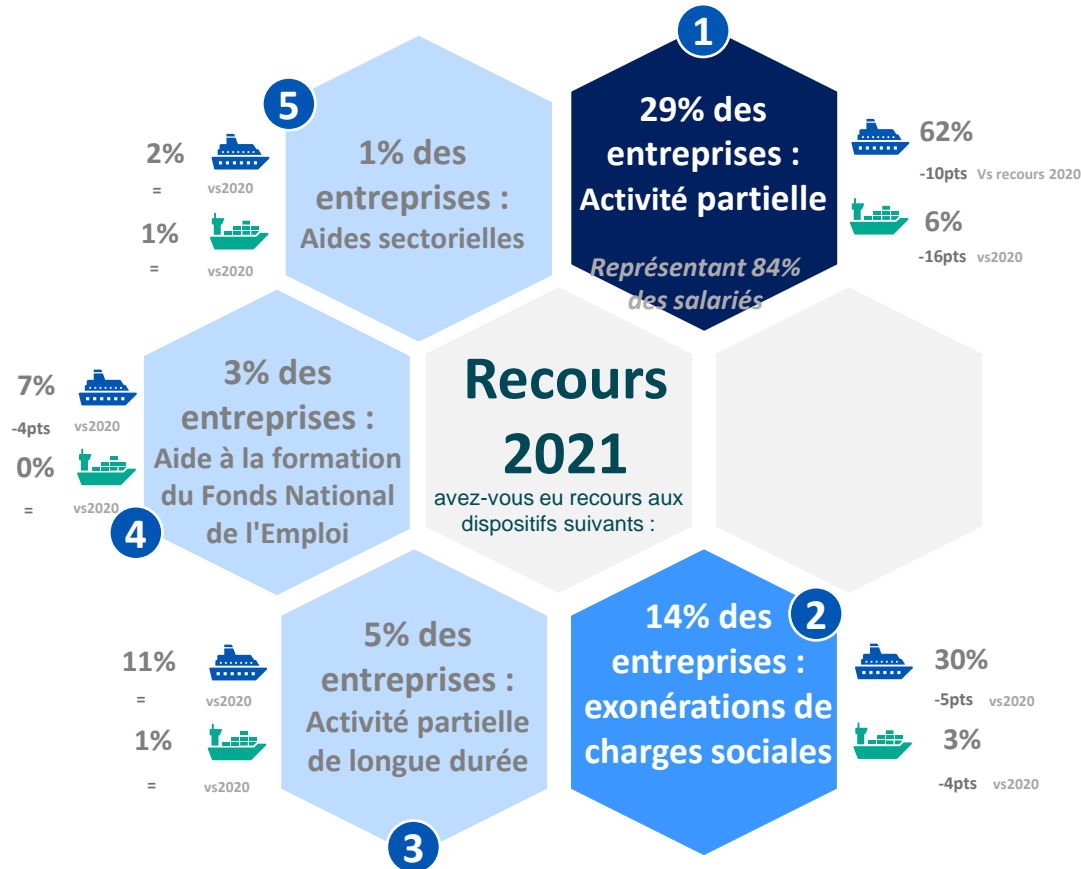 Recours
2021
avez-vous eu recours aux
dispositifs suivants :
1
29% des
entreprises :
Activité partielle
Représentant 84%
des salariés
62%
-10pts Vs recours 2020
6%
-16pts vs2020
2
14% des
entreprises :
exonérations de
charges sociales
30%
-5pts vs2020
3%
-4pts vs2020
3
5% des
entreprises :
Activité partielle
de longue durée
11%
= vs2020
1%
= vs2020
4
3% des
entreprises :
Aide à la formation
du Fonds National
de l'Emploi
7%
-4pts vs2020
0%
= vs2020
5
1% des
entreprises :
Aides sectorielles
2%
= vs2020
1%
= vs2020